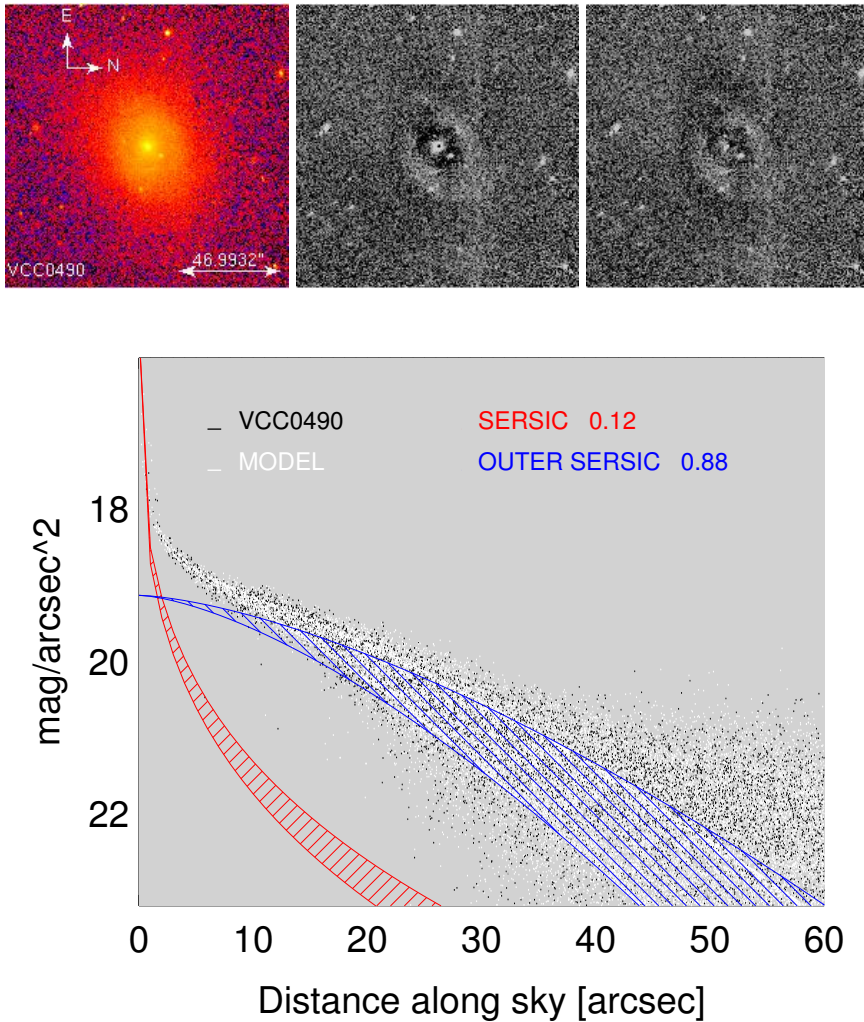 E
N
VCC0490
46.9932"
_ VCC0490
SERSIC 0.12
_ MODEL
OUTER SERSIC 0.88
mag/arcsec^2
18
20
22
0 10 20 30 40 50 60
Distance along sky [arcsec]